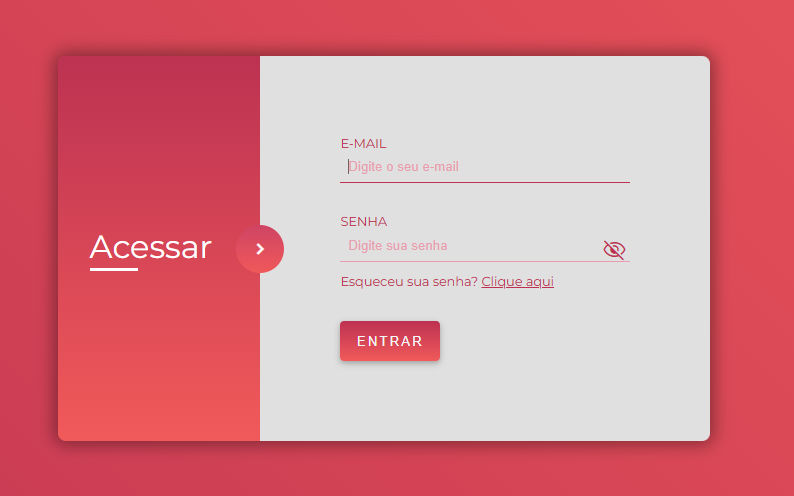 Acessar
E-MAIL
Digite o seu e-mail
SENHA
Digite sua senha
Esqueceu sua senha? Clique aqui
ENTRAR